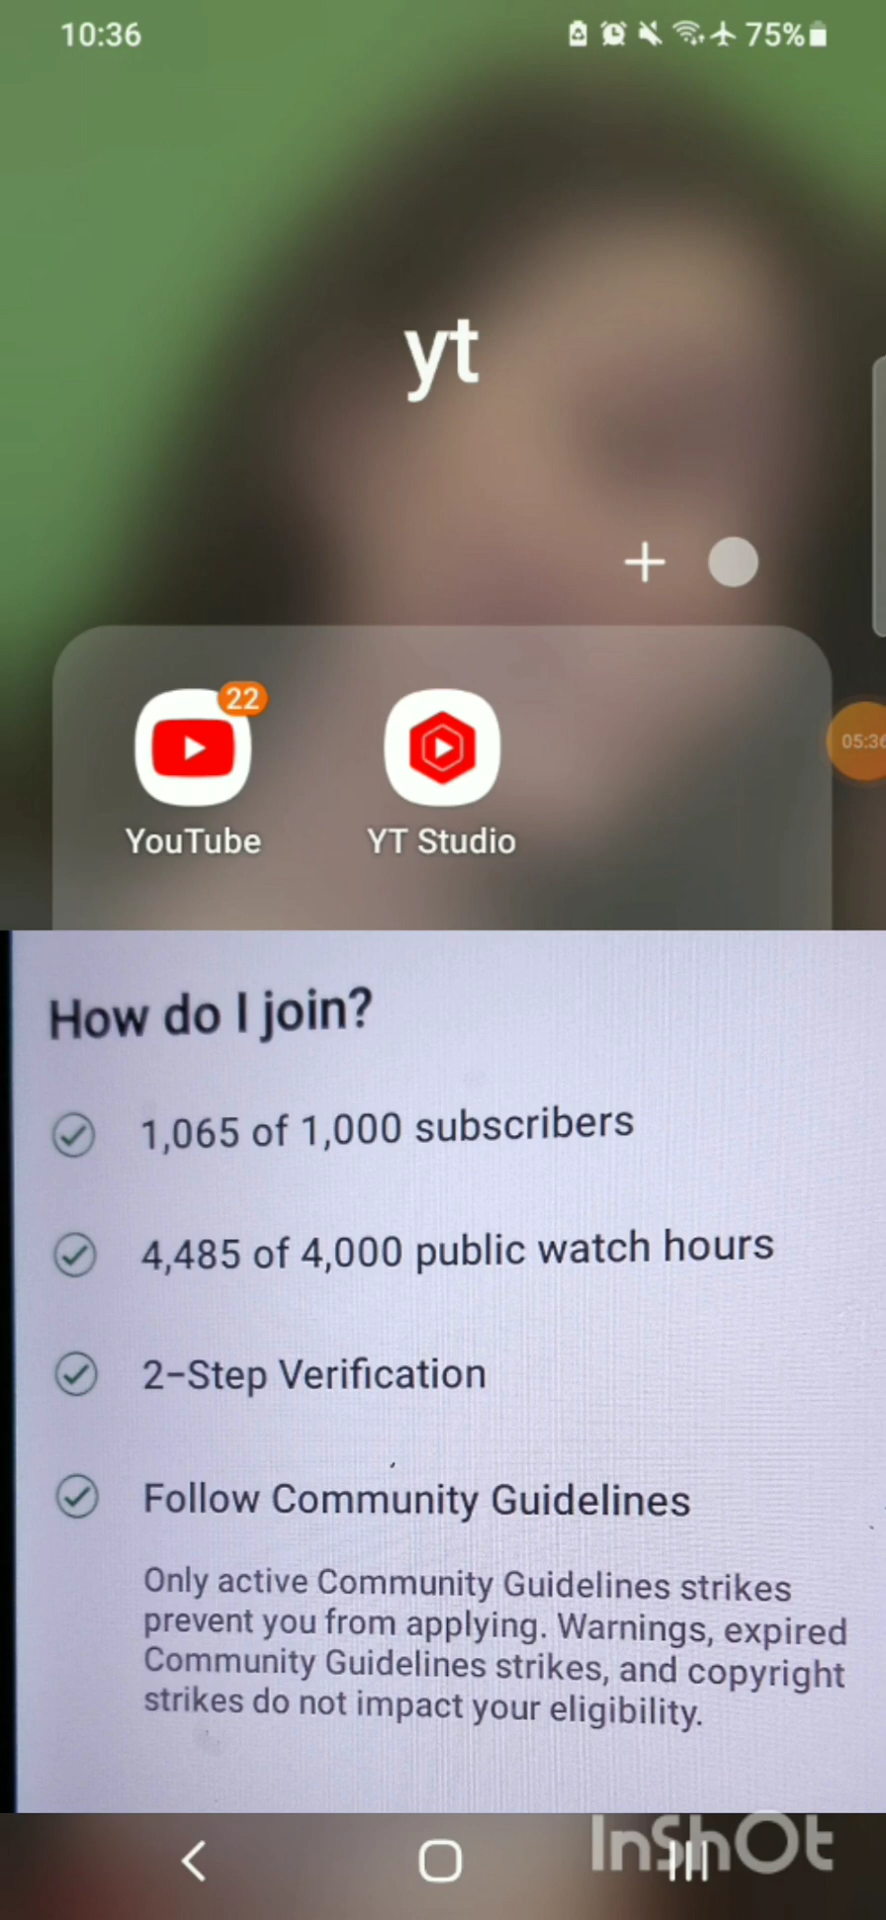 10:36
75%
yt
22
05:36
YouTube
YT Studio
How do I join?
1,065 of 1,000 subscribers
4,485 of 4,000 public watch hours
2-Step Verification
Follow Community Guidelines
Only active Community Guidelines strikes
prevent you from applying. Warnings, expired
Community Guidelines strikes, and copyright
strikes do not impact your eligibility.
InShOt